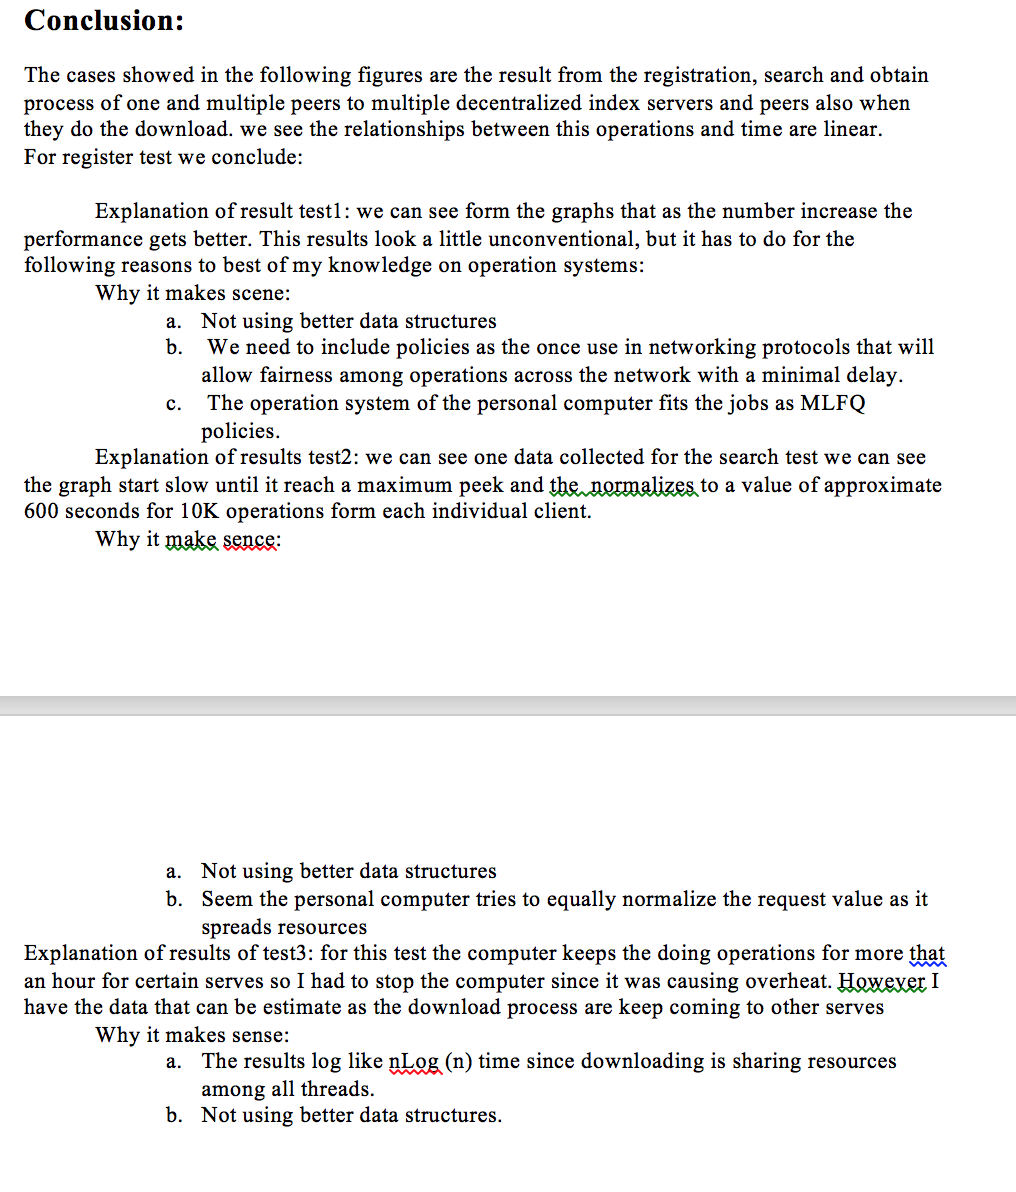 Conclusion:
The cases showed in the following figures are the result from the registration, search and obtain
process of one and multiple peers to multiple decentralized index servers and peers also when
they do the download. we see the relationships between this operations and time are linear.
For register test we conclude:
Explanation of result test1: we can see form the graphs that as the number increase the
performance gets better. This results look a little unconventional, but it has to do for the
following reasons to best of my knowledge on operation systems:
Why it makes scene:
a. Not using better data structures
b. We need to include policies as the once use in networking protocols that will
allow fairness among operations across the network with a minimal delay.
c. The operation system of the personal computer fits the jobs as MLFQ
policies.
Explanation of results test2: we can see one data collected for the search test we can see
the graph start slow until it reach a maximum peek and the normalizes to a value of approximate
600 seconds for 10K operations form each individual client.
Why it make sence:
a. Not using better data structures
b. Seem the personal computer tries to equally normalize the request value as it
spreads resources
Explanation of results of test3: for this test the computer keeps the doing operations for more that
an hour for certain serves so I had to stop the computer since it was causing overheat. However I
have the data that can be estimate as the download process are keep coming to other serves
Why it makes sense:
a. The results log like nLog (n) time since downloading is sharing resources
among all threads.
b. Not using better data structures.